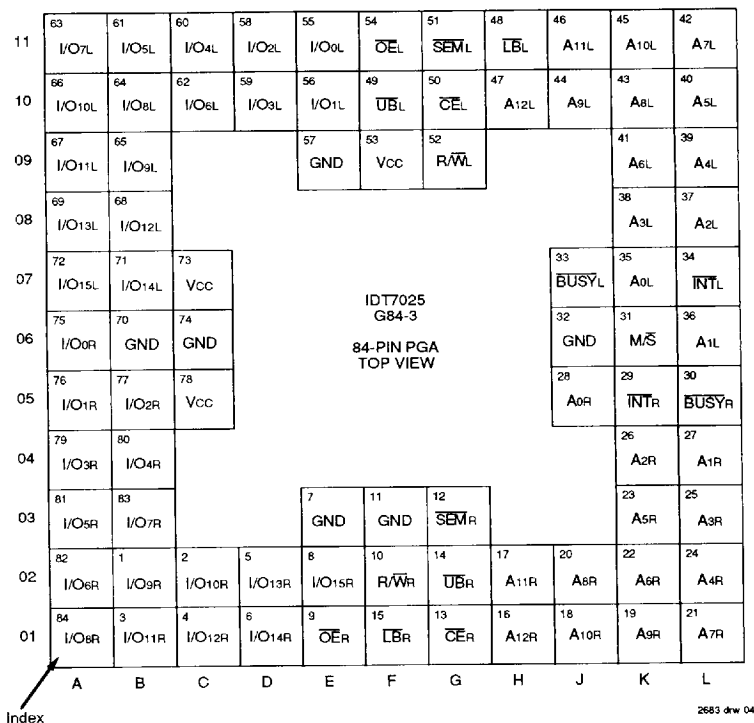 63 61 60 58 55 54 51 48 46 45 42
11 I/O7L I/O5L I/O4L I/O2L I/O0L OEL SEML LBL A11L A10L A7L
66 64 62 59 56 49 50 47 44 43 40
10 I/O10L I/O8L I/O6L I/O3L I/O1L UBL CEL A12L A9L A8L A5L
67 65 57 53 52 41 39
09 I/O11L I/O9L GND VCC R/WL A6L A4L
69 68 38 37
08 I/O13L I/O12L A3L A2L
72 71 73 33 35 34
07 I/O15L I/O14L VCC BUSYL A0L INTL
IDT7025
G84-3
75 70 74 32 31 36
06 I/O0R GND GND GND M/S A1L
84-PIN PGA
TOP VIEW
76 77 78 28 29 30
05 I/O1R I/O2R VCC A0R INTR BUSYR
79 80 26 27
04 I/O3R I/O4R A2R A1R
81 83 7 11 12 23 25
03 I/O5R I/O7R GND GND SEMR A5R A3R
82 1 2 5 8 10 14 17 20 22 24
02 I/O6R I/O9R I/O10R I/O13R I/O15R R/WR UBR A11R A8R A6R A4R
84 3 4 6 9 15 13 16 18 19 21
01 I/O8R I/O11R I/O12R I/O14R OER LBR CER A12R A10R A9R A7R
A B C D E F G H J K L
Index
2683 drw 04